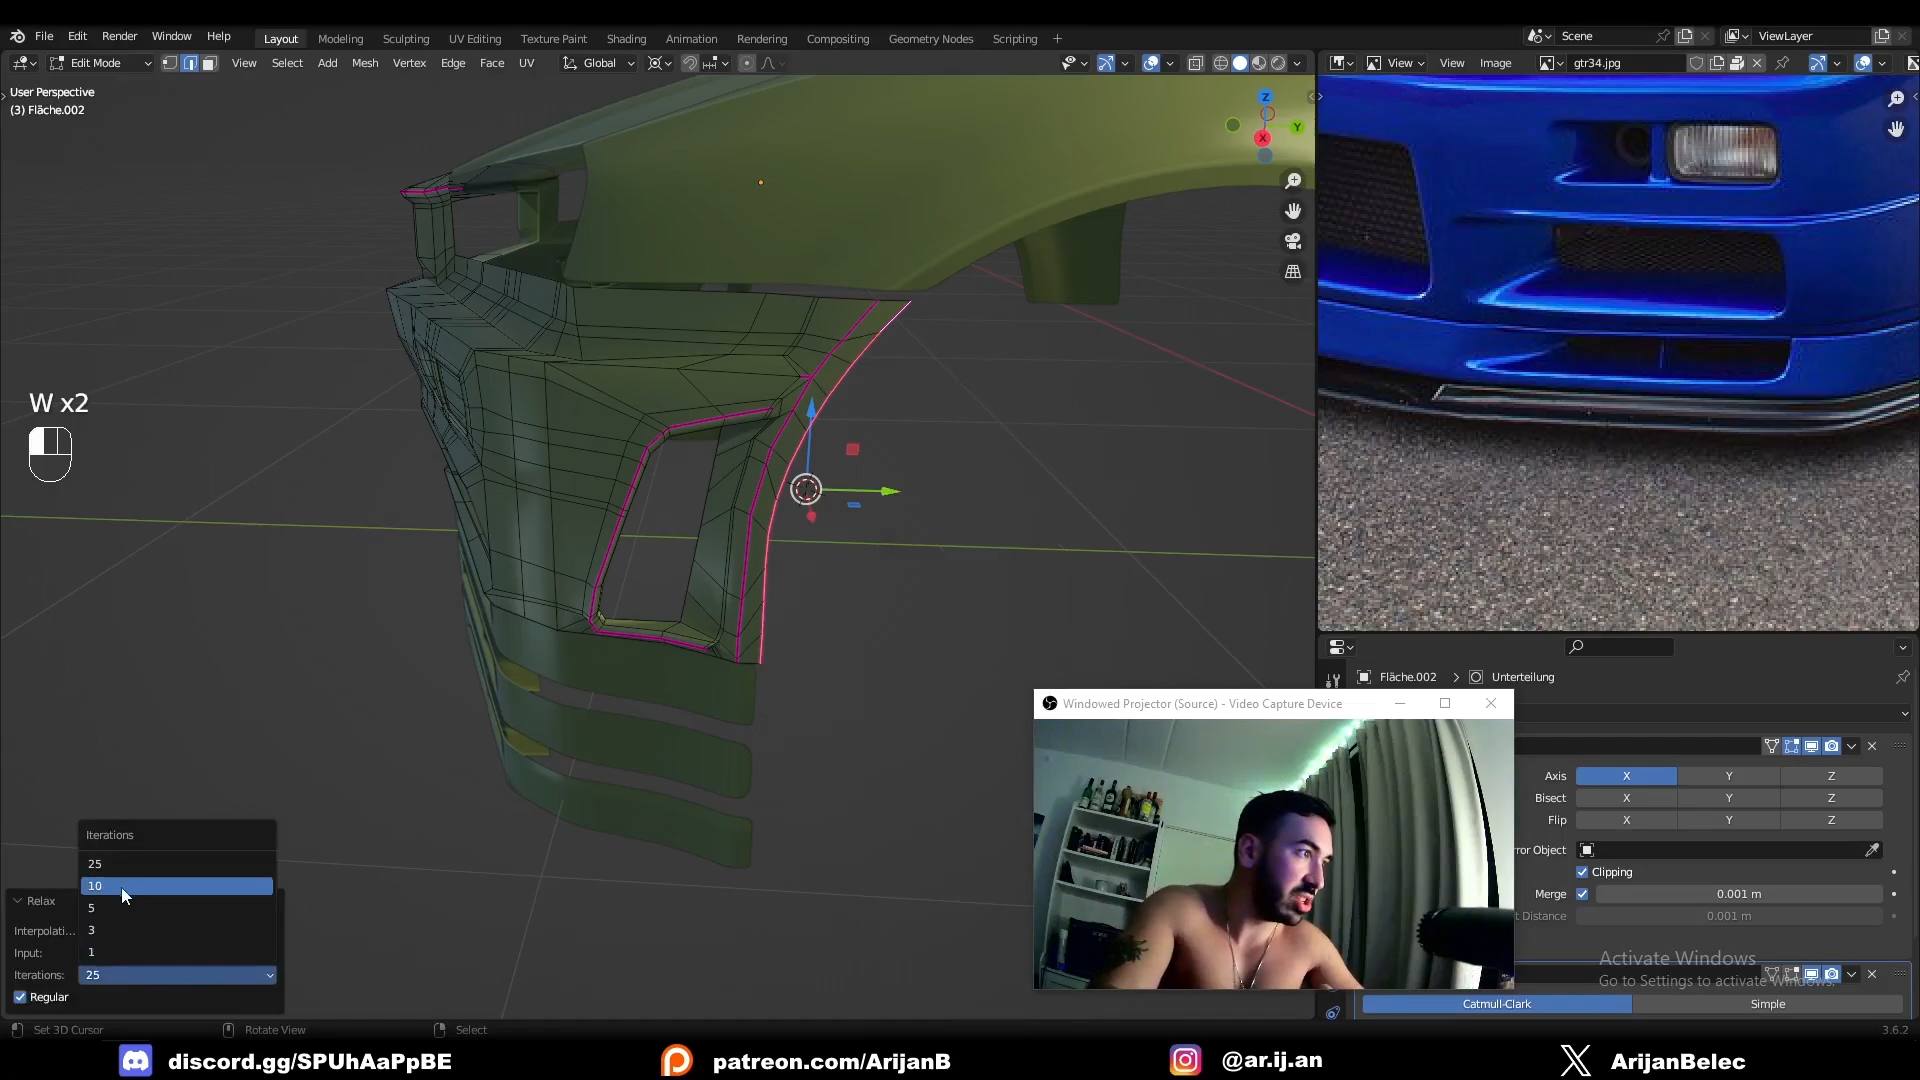 File Edit Render Window Help
Layout Modeling Sculpting UV Editing Texture Paint Shading Animation Rendering Compositing Geometry Nodes Scripting +
Scene
ViewLayer
Edit Mode
View Select Add Mesh Vertex Edge Face UV
Global
View
View Image
gtr34.jpg
User Perspective
(3) Fläche.002
Z
Y
X
W x2
Fläche.002 > Unterteilung
Windowed Projector (Source) - Video Capture Device
Axis X Y Z
Bisect X Y Z
Flip X Y Z
ror Object
Clipping
Merge 0.001 m
t Distance 0.001 m
Activate Windows
Go to Settings to activate Windows.
Catmull-Clark Simple
Iterations
25
10
5
3
1
Relax
Interpolati...
Input:
Iterations: 25
Regular
Set 3D Cursor Rotate View Select
3.6.2
discord.gg/SPUhAaPpBE patreon.com/ArijanB @ar.ij.an ArijanBelec